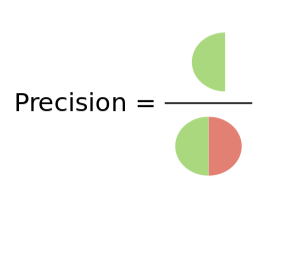 Precision =